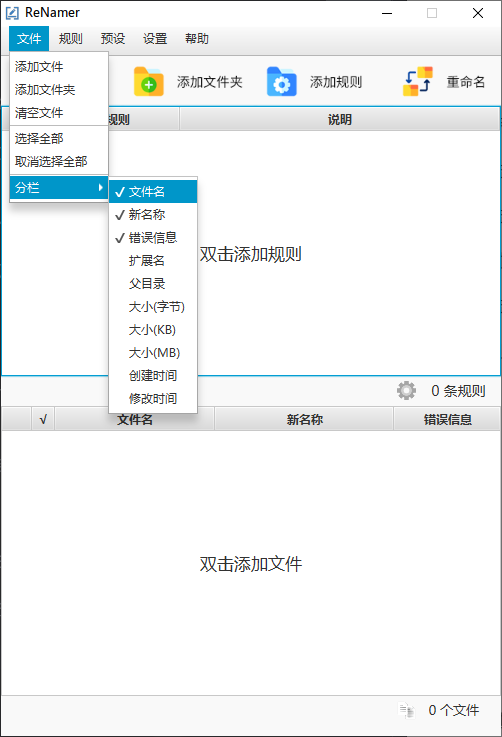 ReNamer
文件 规则 预设 设置 帮助
添加文件
添加文件夹
清空文件
选择全部
取消选择全部
分栏
文件名
新名称
错误信息
扩展名
父目录
大小(字节)
大小(KB)
大小(MB)
创建时间
修改时间
添加文件夹 添加规则 重命名
规则 说明
双击添加规则
0 条规则
√ 文件名 新名称 错误信息
双击添加文件
0 个文件